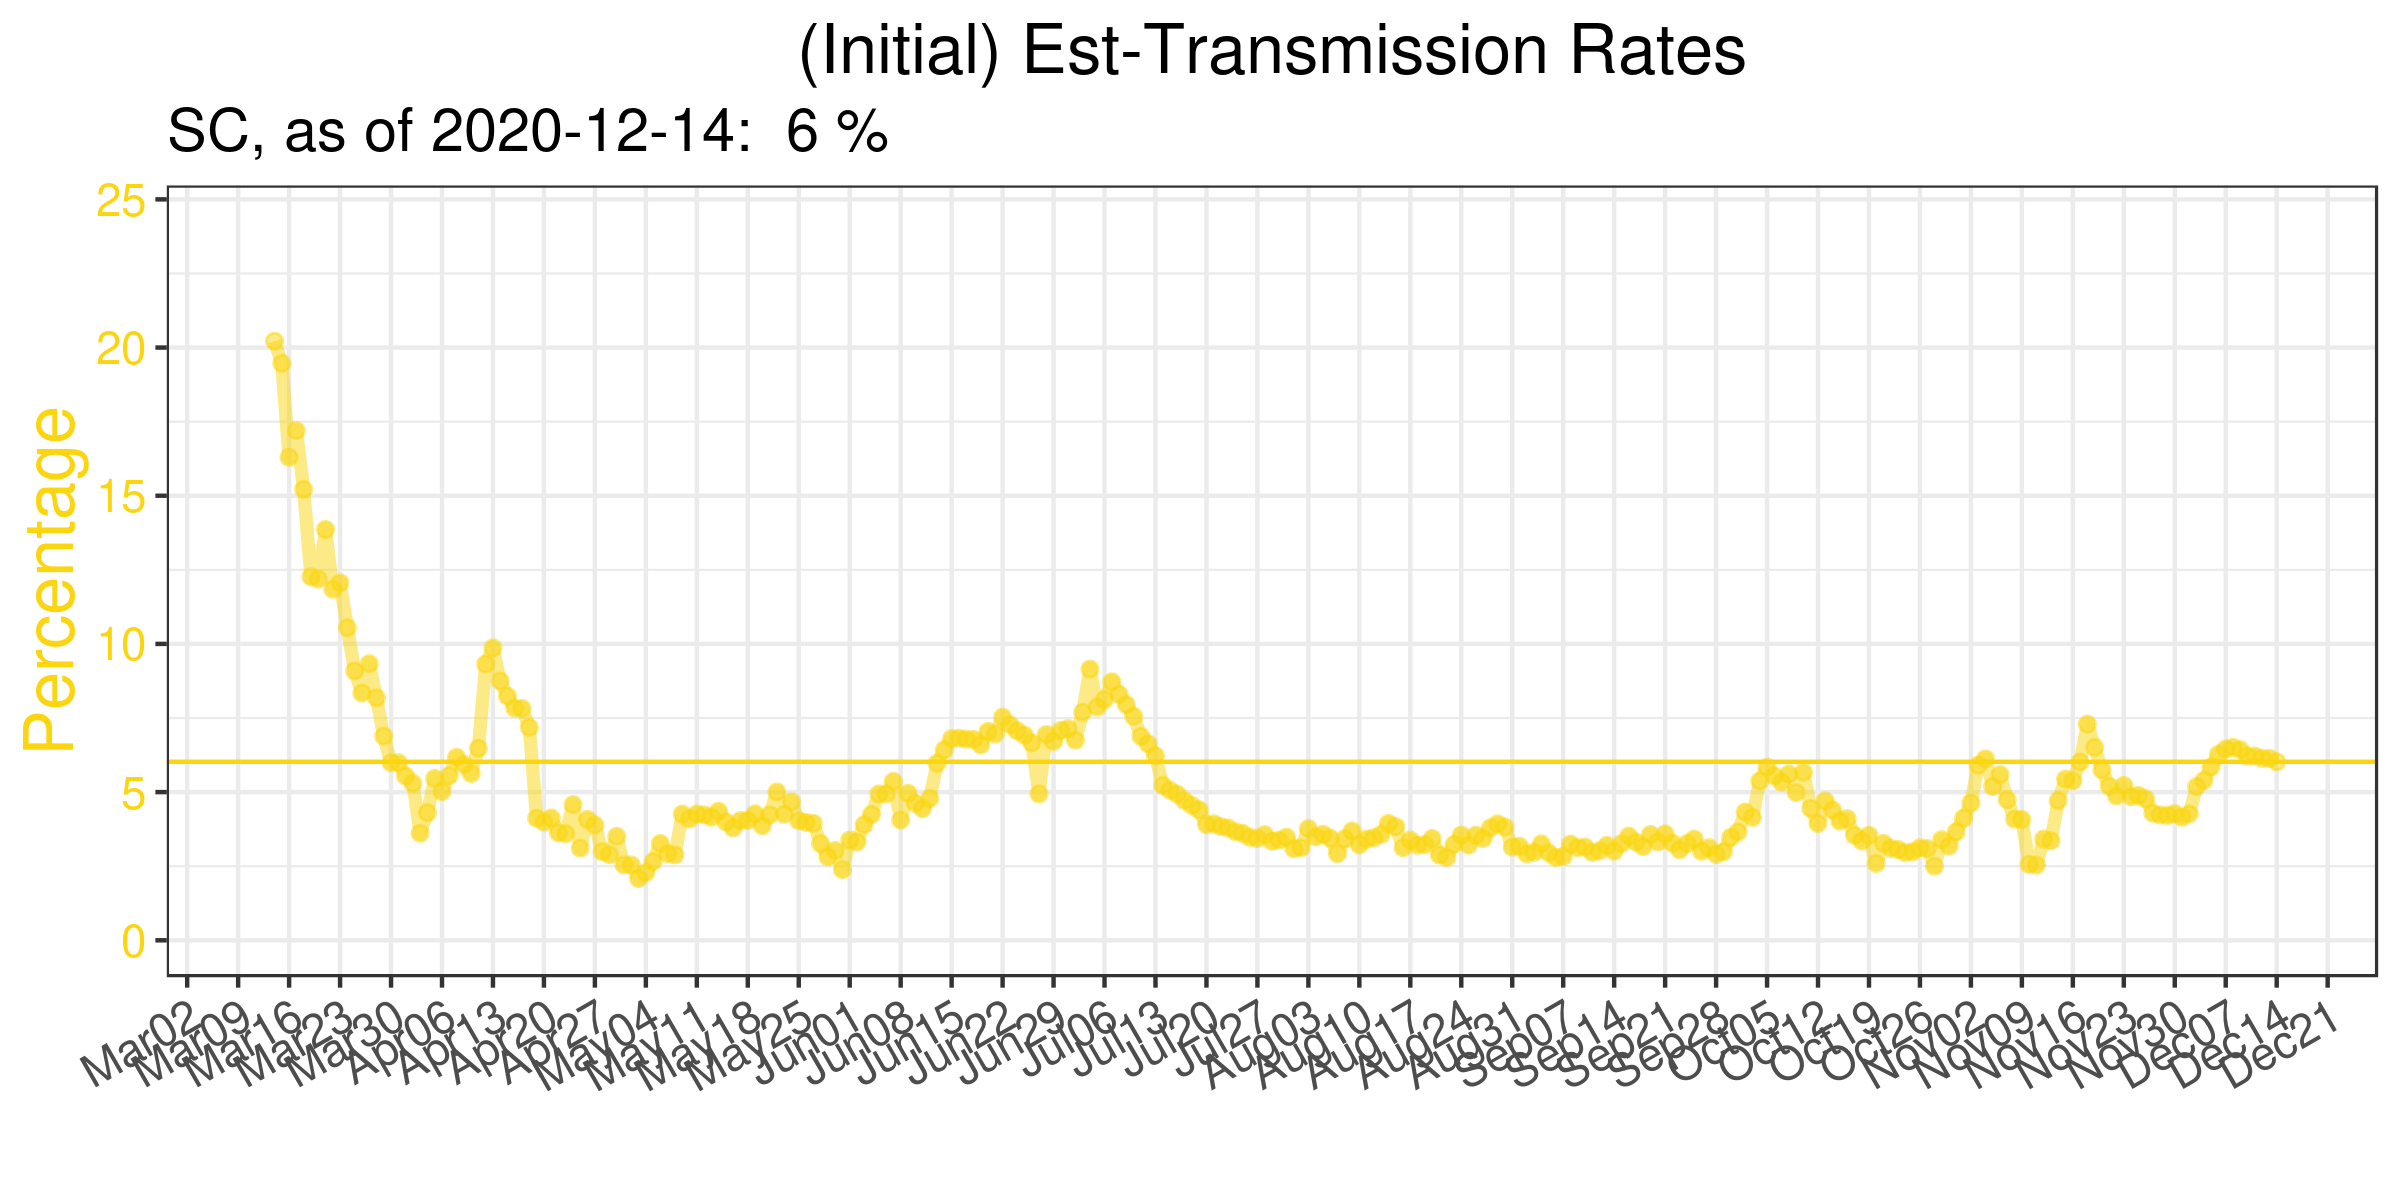 (Initial) Est-Transmission Rates
SC, as of 2020-12-14:  6 %
Percentage
25
20
15
10
5
0
Mar02 Mar09 Mar16 Mar23 Mar30 Apr06 Apr13 Apr20 Apr27 May04 May11 May18 May25 Jun01 Jun08 Jun15 Jun22 Jun29 Jul06 Jul13 Jul20 Jul27 Aug03 Aug10 Aug17 Aug24 Aug31 Sep07 Sep14 Sep21 Sep28 Oct05 Oct12 Oct19 Oct26 Nov02 Nov09 Nov16 Nov23 Nov30 Dec07 Dec14 Dec21